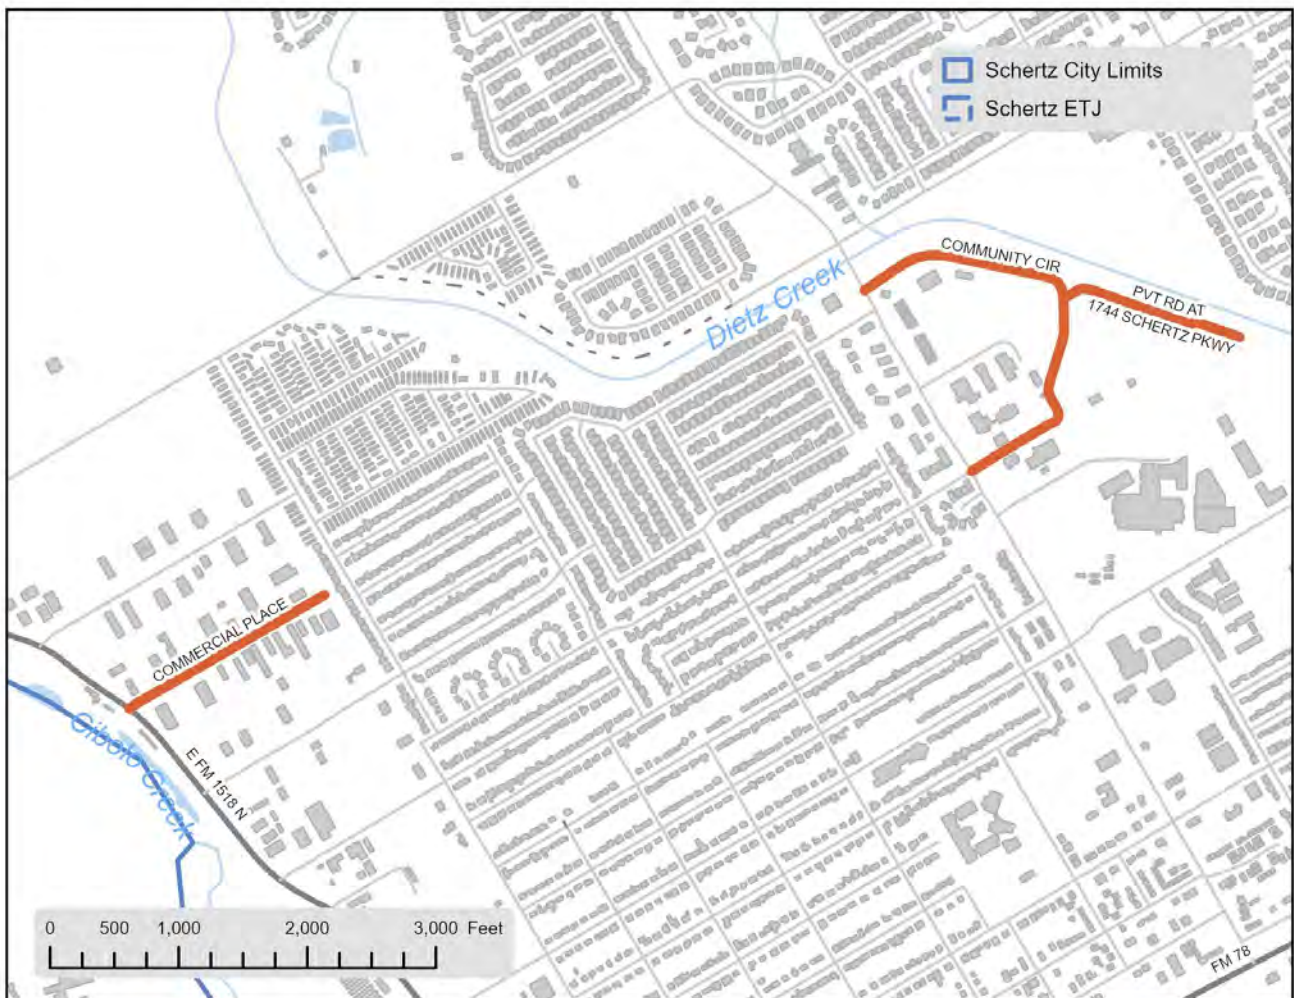 Schertz City Limits
Schertz ETJ
COMMUNITY CIR
PVT RD AT
1744 SCHERTZ PKWY
Dietz Creek
COMMERCIAL PLACE
Cibolo Creek
E FM 1518 N
0 500 1,000 2,000 3,000 Feet
FM 78